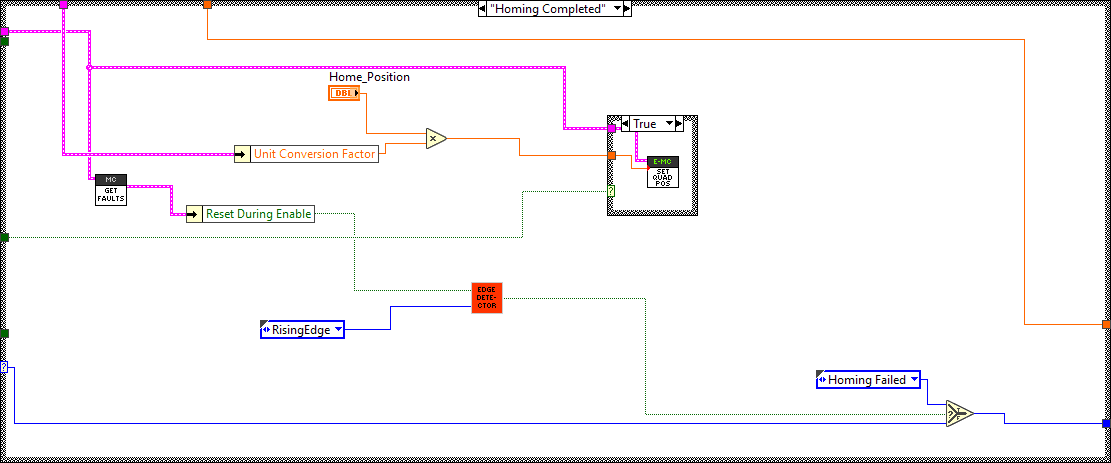 "Homing Completed"
Home_Position
DBL
True
×
Unit Conversion Factor
E-MC
SET
QUAD
POS
MC
GET
FAULTS
?
Reset During Enable
EDGE
DETE-
CTOR
RisingEdge
?
Homing Failed
T
?
F